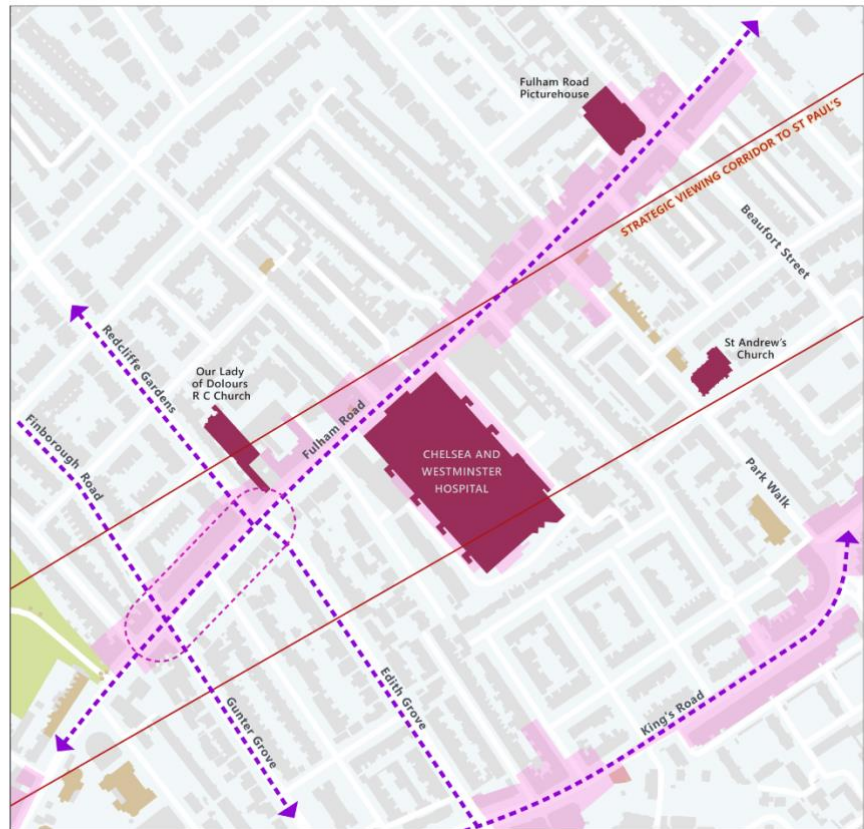 Fulham Road
Picturehouse
STRATEGIC VIEWING CORRIDOR TO ST PAUL'S
Beaufort Street
Redcliffe Gardens
St Andrew's
Church
Our Lady
of Dolours
R C Church
Fulham Road
Finborough Road
CHELSEA AND
WESTMINSTER
HOSPITAL
Park Walk
Edith Grove
Gunter Grove
King's Road